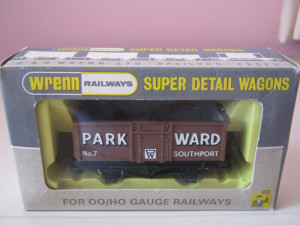 wrenn RAILWAYS SUPER DETAIL WAGONS
PARK WARD
No.7 W SOUTHPORT
FOR OO/HO GAUGE RAILWAYS